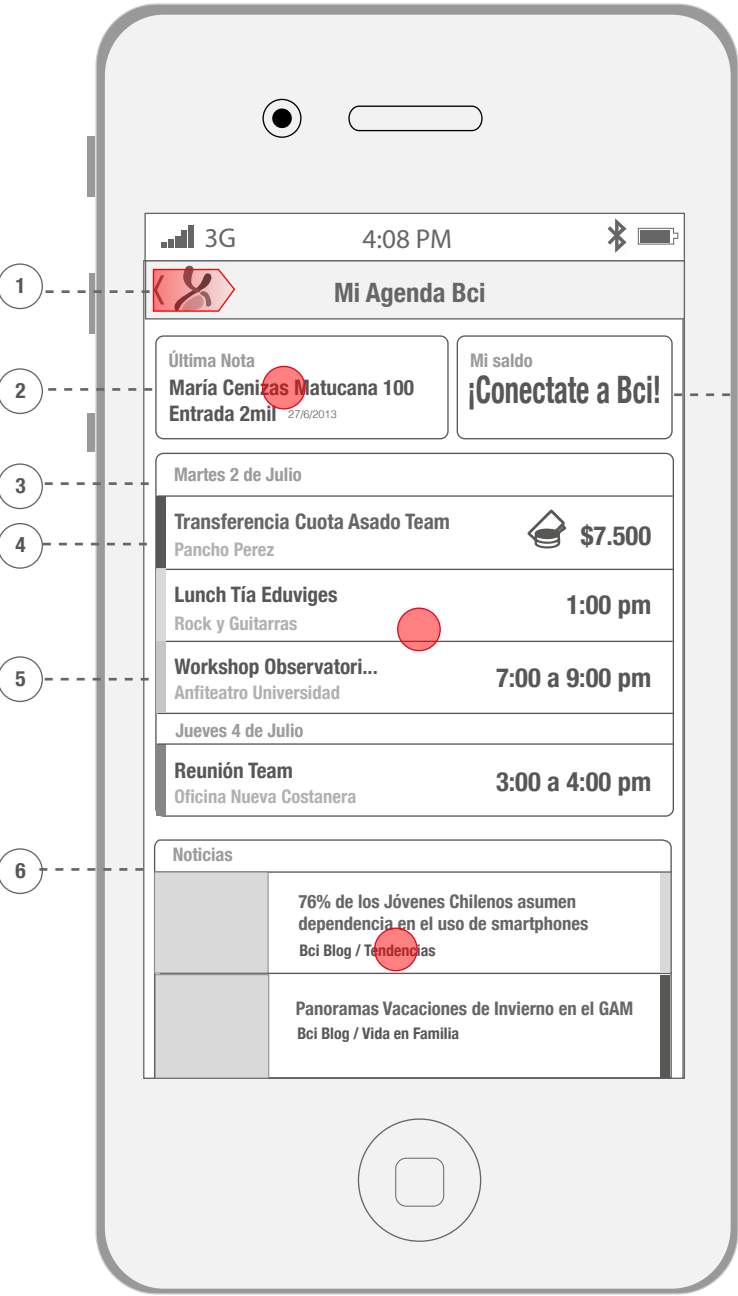 3G 4:08 PM
1
Mi Agenda Bci
Última Nota
María Cenizas Matucana 100
Entrada 2mil 27/6/2013
Mi saldo
¡Conectate a Bci!
2
3
Martes 2 de Julio
4
Transferencia Cuota Asado Team
Pancho Perez
$7.500
Lunch Tía Eduviges
Rock y Guitarras
1:00 pm
5
Workshop Observatori...
Anfiteatro Universidad
7:00 a 9:00 pm
Jueves 4 de Julio
Reunión Team
Oficina Nueva Costanera
3:00 a 4:00 pm
6
Noticias
76% de los Jóvenes Chilenos asumen
dependencia en el uso de smartphones
Bci Blog / Tendencias
Panoramas Vacaciones de Invierno en el GAM
Bci Blog / Vida en Familia